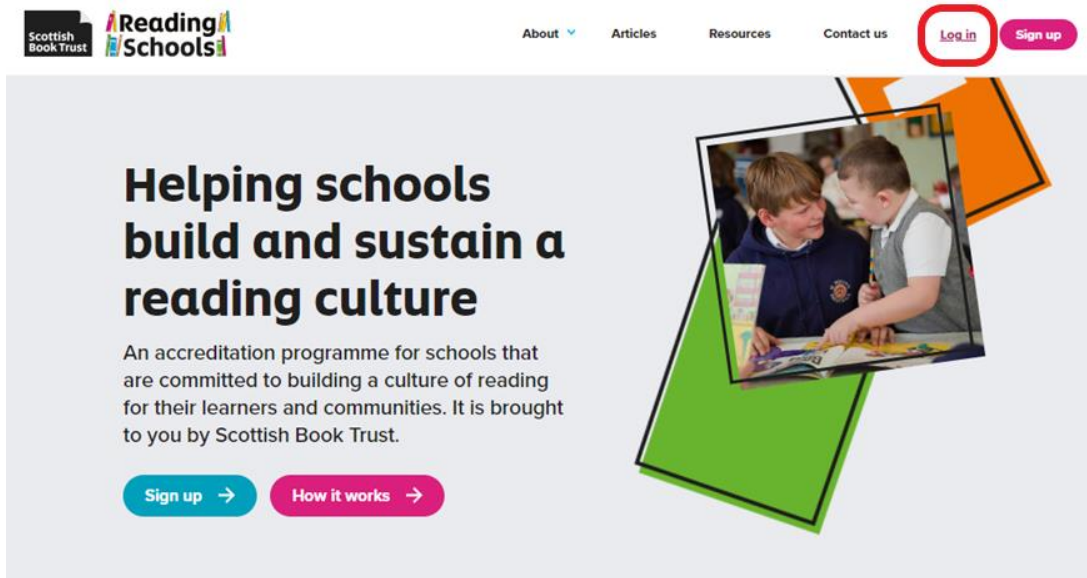 Scottish
Book Trust
Reading
Schools
About
Articles
Resources
Contact us
Log in
Sign up
Helping schools
build and sustain a
reading culture
An accreditation programme for schools that
are committed to building a culture of reading
for their learners and communities. It is brought
to you by Scottish Book Trust.
Sign up →
How it works →